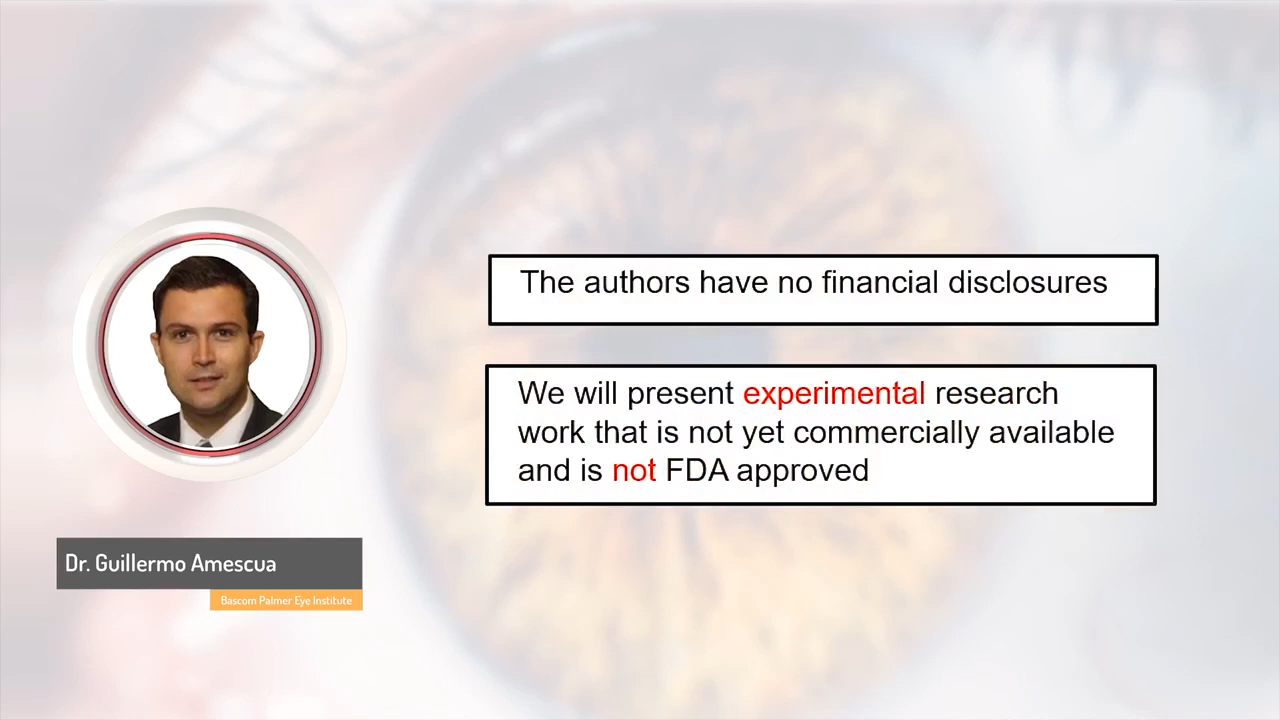 The authors have no financial disclosures
We will present experimental research
work that is not yet commercially available
and is not FDA approved
Dr. Guillermo Amescua
Bascom Palmer Eye Institute